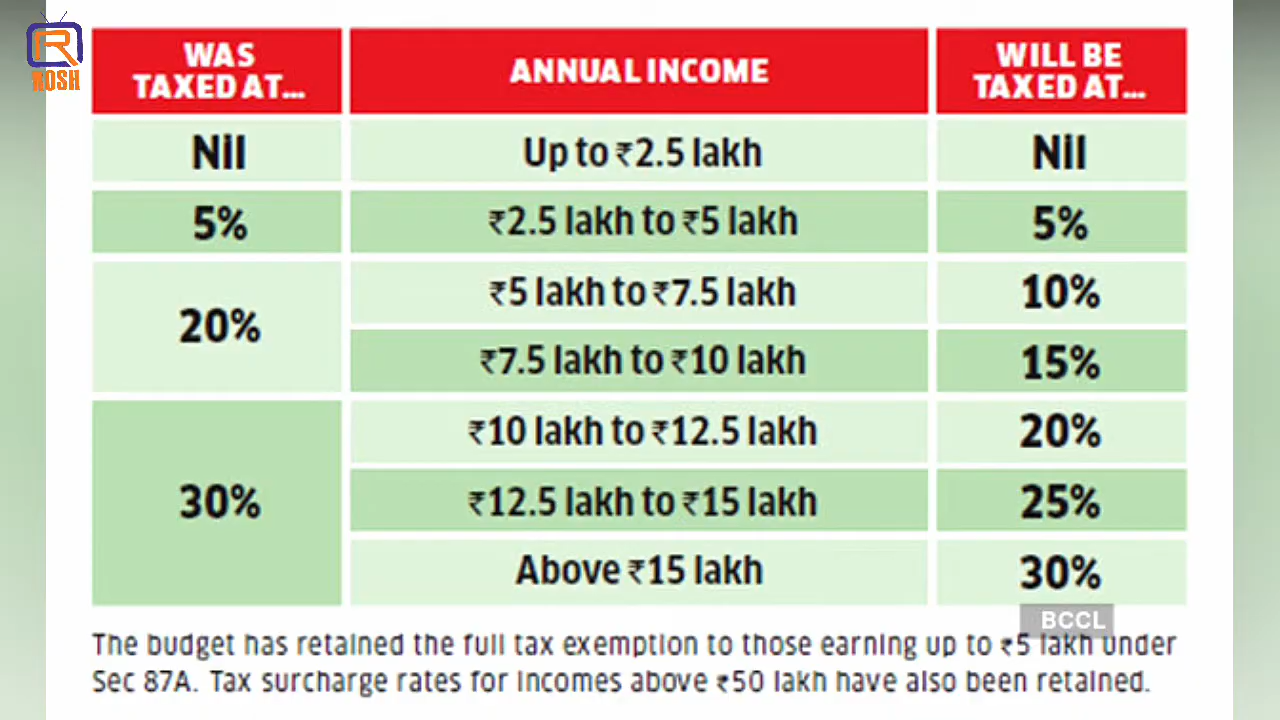 R
ROSH
WAS
TAXED AT...
ANNUAL INCOME
WILL BE
TAXED AT...
Nil
Up to ₹2.5 lakh
Nil
5%
₹2.5 lakh to ₹5 lakh
5%
20%
₹5 lakh to ₹7.5 lakh
10%
₹7.5 lakh to ₹10 lakh
15%
30%
₹10 lakh to ₹12.5 lakh
20%
₹12.5 lakh to ₹15 lakh
25%
Above ₹15 lakh
30%
BCCL
The budget has retained the full tax exemption to those earning up to ₹5 lakh under
Sec 87A. Tax surcharge rates for incomes above ₹50 lakh have also been retained.